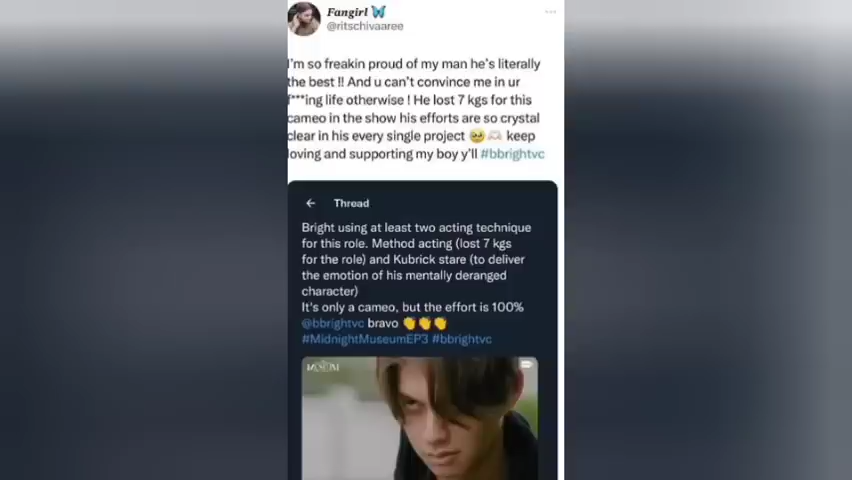 Fangirl
@ritschivaaree
I'm so freakin proud of my man he's literally
the best !! And u can't convince me in ur
f***ing life otherwise ! He lost 7 kgs for this
cameo in the show his efforts are so crystal
clear in his every single project 🥹🫶🏻 keep
loving and supporting my boy y'll #bbrightvc
Thread
Bright using at least two acting technique
for this role. Method acting (lost 7 kgs
for the role) and Kubrick stare (to deliver
the emotion of his mentally deranged
character)
It's only a cameo, but the effort is 100%
@bbrightvc bravo 👏👏👏
#MidnightMuseumEP3 #bbrightvc